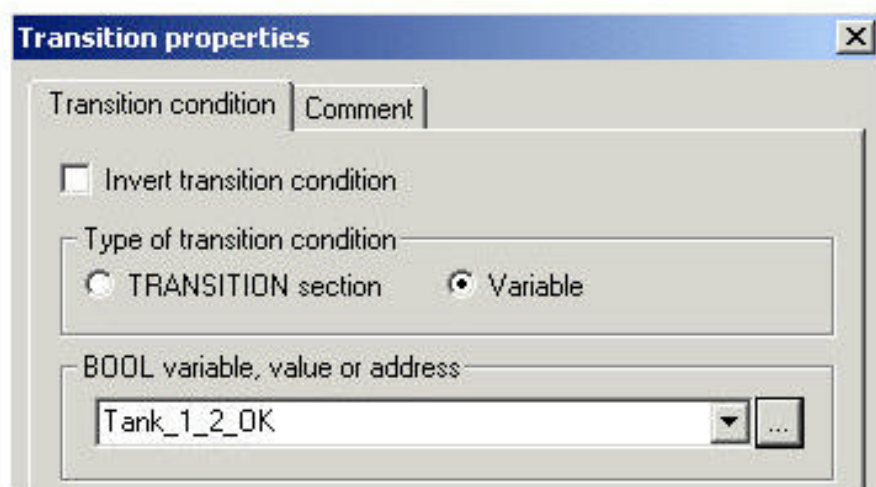 Transition properties
Transition condition Comment
Invert transition condition
Type of transition condition
TRANSITION section Variable
BOOL variable, value or address
Tank_1_2_OK ...